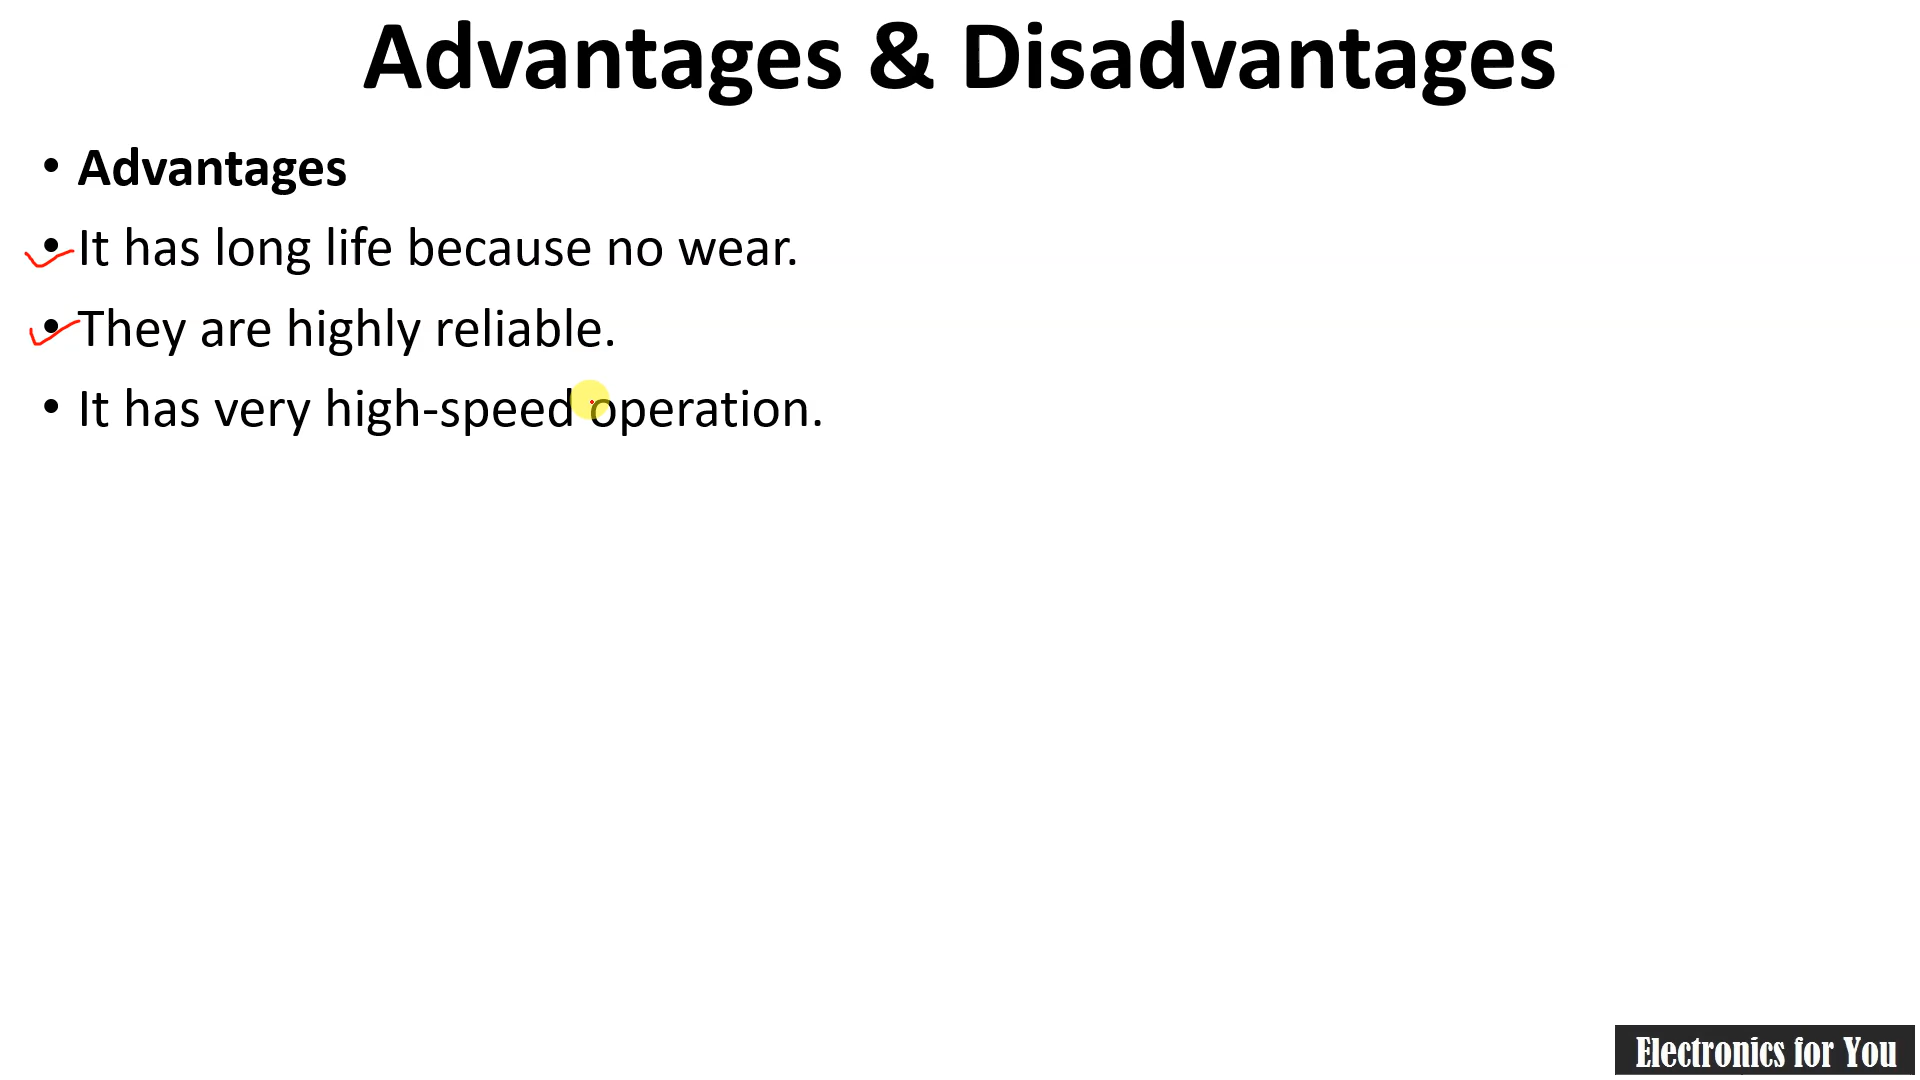 Advantages & Disadvantages
• Advantages
• It has long life because no wear.
• They are highly reliable.
• It has very high-speed operation.
Electronics for You